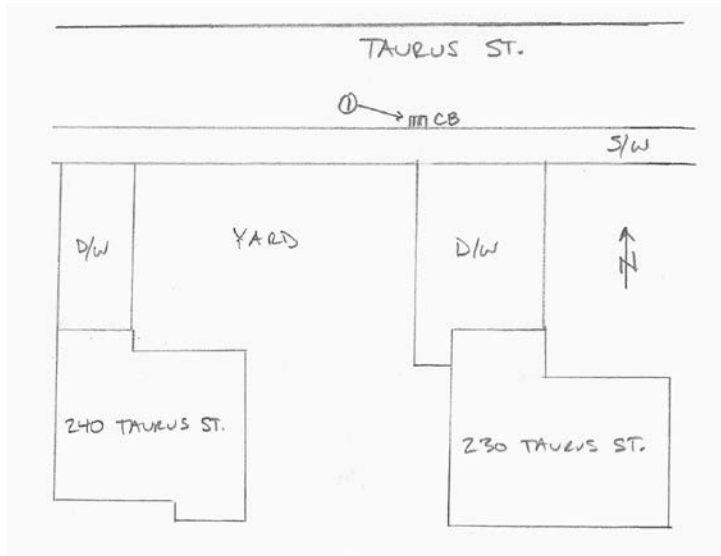 TAURUS ST.
① CB
S/W
D/W
YARD
D/W
N
240 TAURUS ST.
230 TAURUS ST.